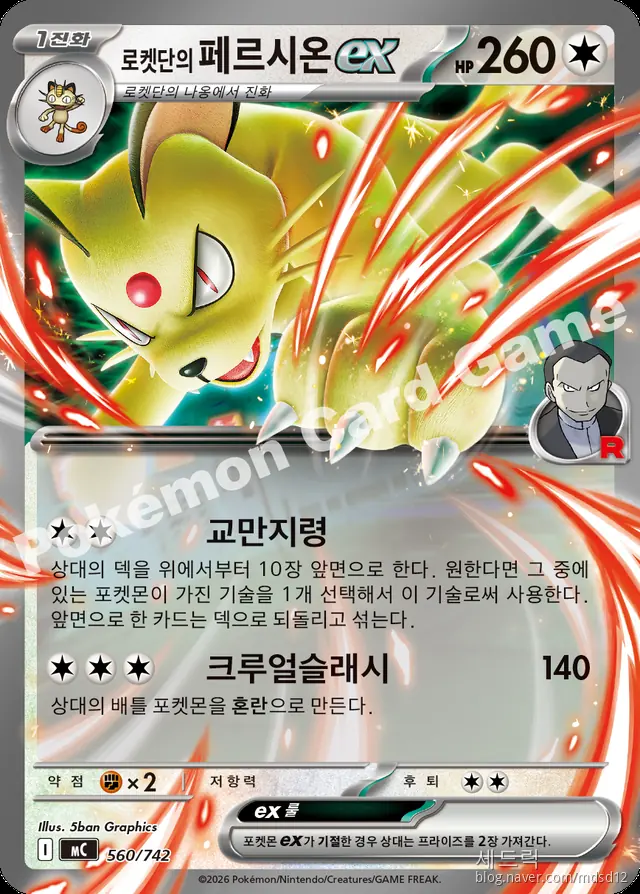 1진화
로켓단의 페르시온 ex HP 260
로켓단의 나옹에서 진화
Pokémon Card Game
R
교만지령
상대의 덱을 위에서부터 10장 앞면으로 한다. 원한다면 그 중에
있는 포켓몬이 가진 기술을 1개 선택해서 이 기술로써 사용한다.
앞면으로 한 카드는 덱으로 되돌리고 섞는다.
크루얼슬래시 140
상대의 배틀 포켓몬을 혼란으로 만든다.
약점 ×2 저항력 후퇴
ex 룰
포켓몬 ex가 기절한 경우 상대는 프라이즈를 2장 가져간다.
Illus. 5ban Graphics
I MC 560/742
©2026 Pokémon/Nintendo/Creatures/GAME FREAK.
세드릭
blog.naver.com/mdsd12